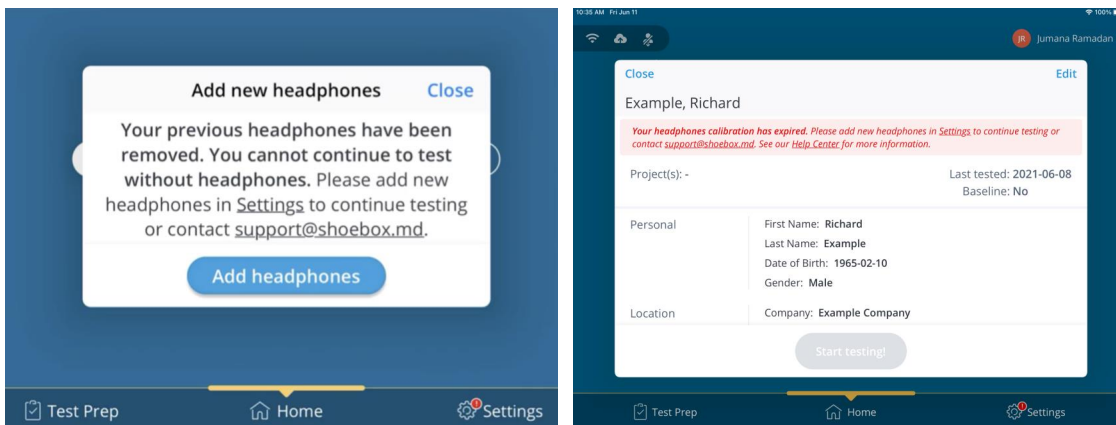 Add new headphones Close
Your previous headphones have been
removed. You cannot continue to test
without headphones. Please add new
headphones in Settings to continue testing
or contact support@shoebox.md.
Add headphones
Test Prep Home Settings
10:35 AM Fri Jun 11 100%
JR Jumana Ramadan
Close Edit
Example, Richard
Your headphones calibration has expired. Please add new headphones in Settings to continue testing or
contact support@shoebox.md. See our Help Center for more information.
Project(s): - Last tested: 2021-06-08
Baseline: No
Personal First Name: Richard
Last Name: Example
Date of Birth: 1965-02-10
Gender: Male
Location Company: Example Company
Start testing!
Test Prep Home Settings